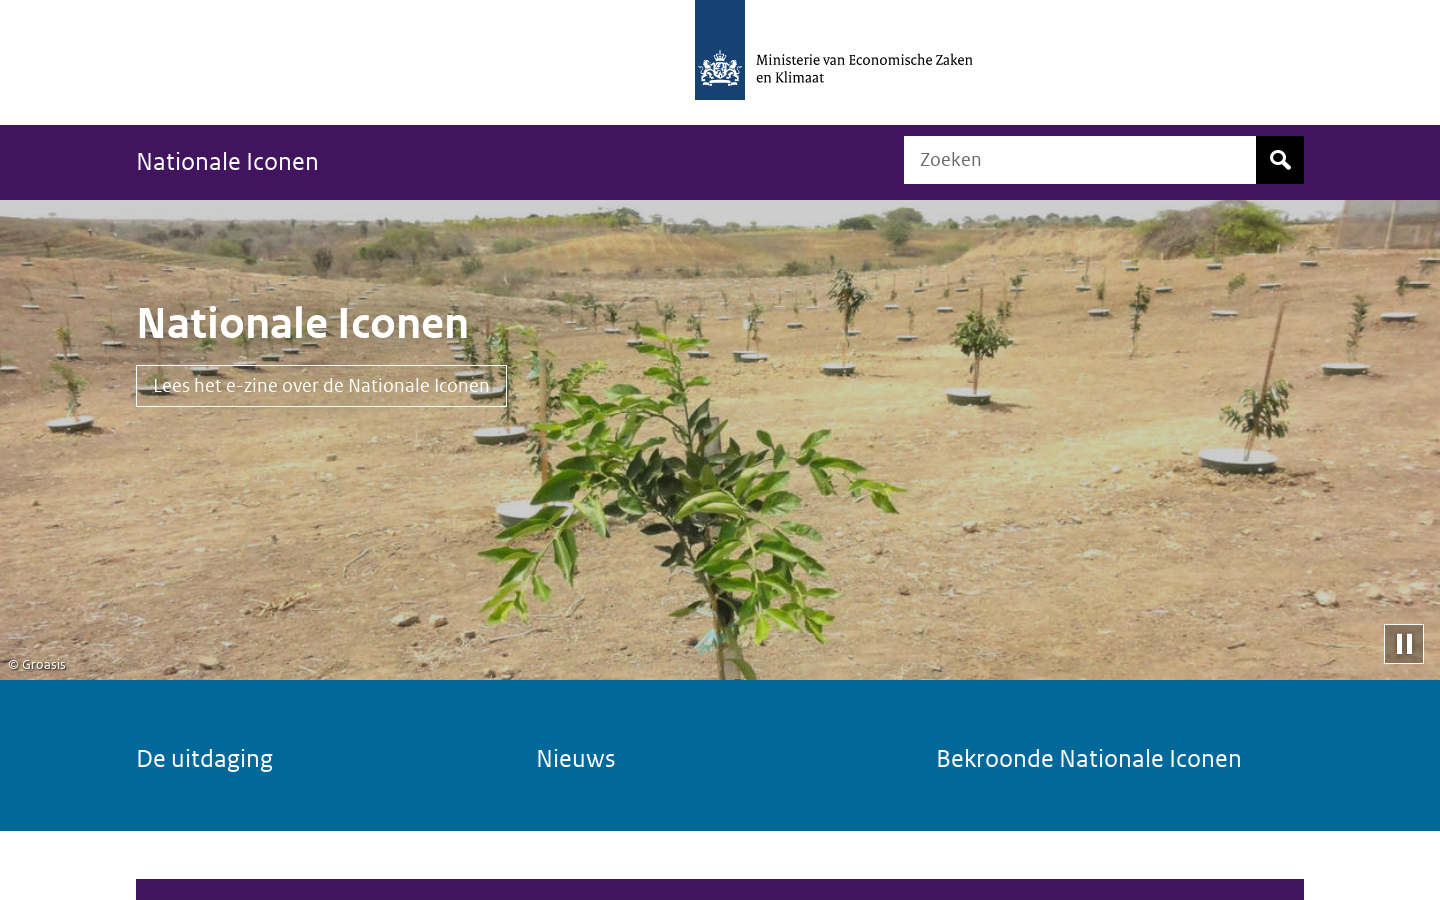 Ministerie van Economische Zaken
en Klimaat
Nationale Iconen
Zoeken
Nationale Iconen
Lees het e-zine over de Nationale Iconen
© Groasis
De uitdaging
Nieuws
Bekroonde Nationale Iconen